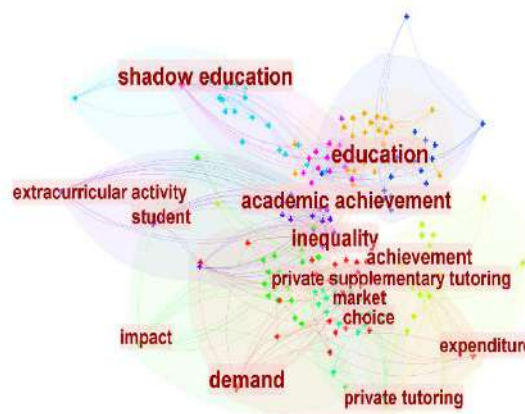 shadow education
education
extracurricular activity
academic achievement
student
inequality
achievement
private supplementary tutoring
market
choice
impact
expenditure
demand
private tutoring